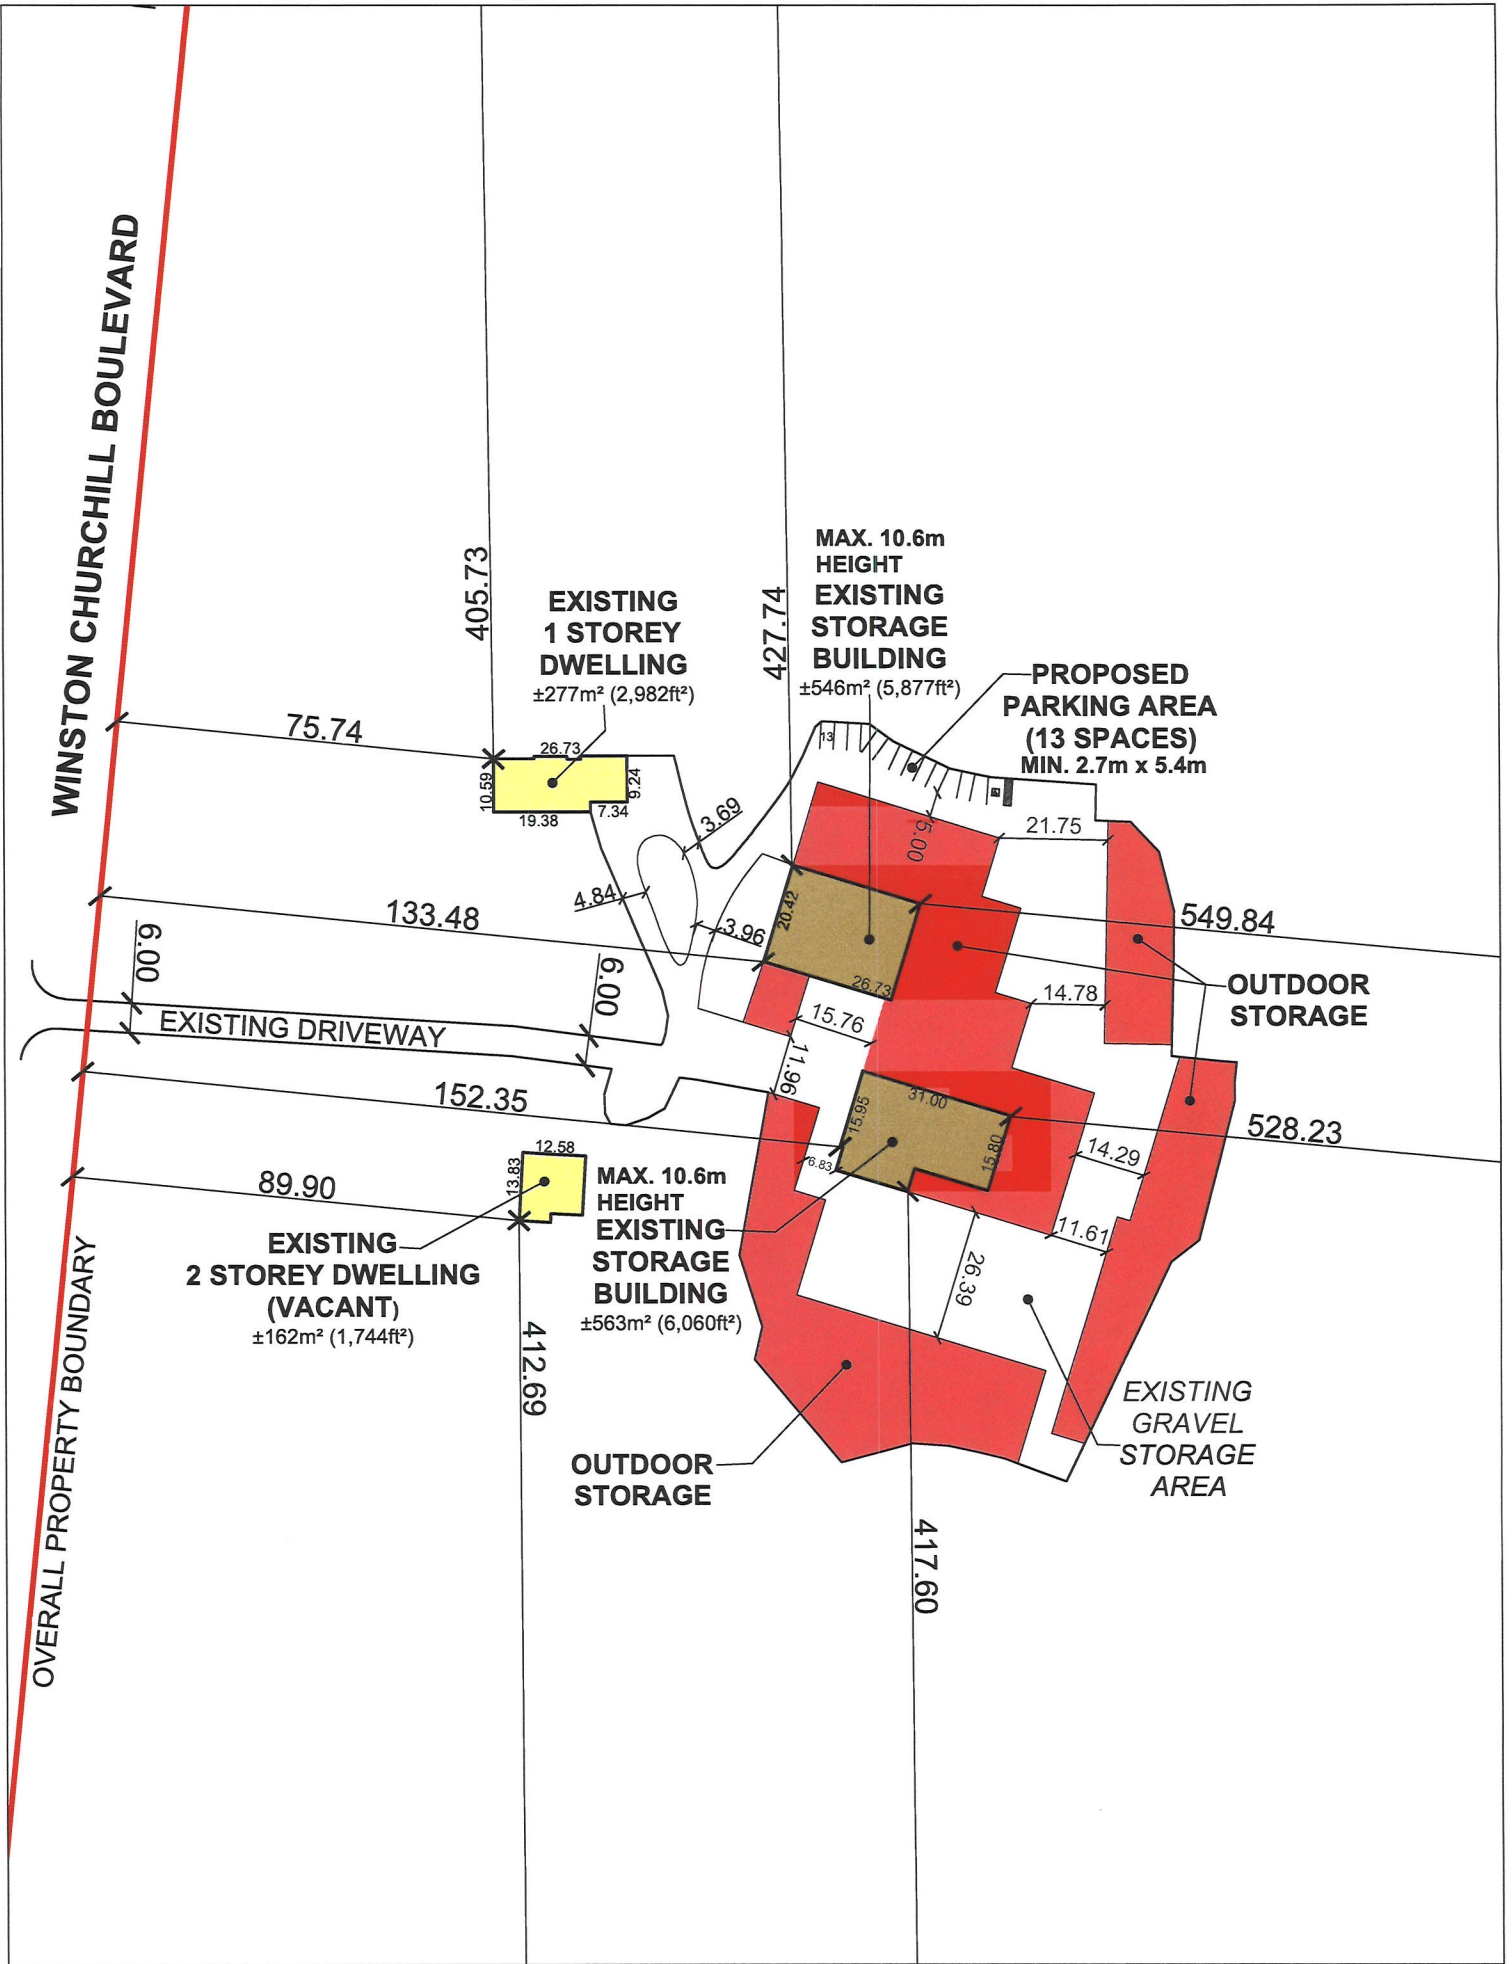 WINSTON CHURCHILL BOULEVARD
405.73
427.74
MAX. 10.6m
HEIGHT
EXISTING
STORAGE
BUILDING
±546m² (5,877ft²)
EXISTING
1 STOREY
DWELLING
±277m² (2,982ft²)
PROPOSED
PARKING AREA
(13 SPACES)
MIN. 2.7m x 5.4m
75.74
26.73
10.59
9.24
19.38
7.34
13
3.69
5.00
21.75
4.84
133.48
3.96
20.42
26.73
549.84
6.00
6.00
EXISTING DRIVEWAY
15.76
14.78
OUTDOOR
STORAGE
11.96
152.35
31.00
15.95
15.80
6.83
528.23
14.29
12.58
13.83
89.90
MAX. 10.6m
HEIGHT
EXISTING
STORAGE
BUILDING
±563m² (6,060ft²)
11.61
26.39
EXISTING
2 STOREY DWELLING
(VACANT)
±162m² (1,744ft²)
412.69
OVERALL PROPERTY BOUNDARY
EXISTING
GRAVEL
STORAGE
AREA
OUTDOOR
STORAGE
417.60